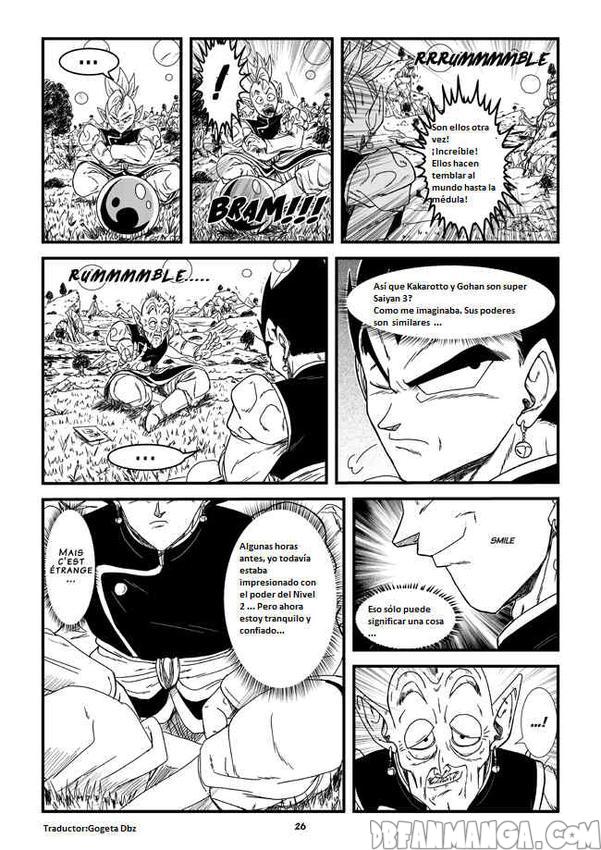 ...
!
BRAM!!!
RRRUMMMMMBLE
Son ellos otra
vez!
¡Increíble!
Ellos hacen
temblar al
mundo hasta la
médula!
RUMMMMMBLE.....
...
Así que Kakarotto y Gohan son super
Saiyan 3?
Como me imaginaba. Sus poderes
son similares ...
MAIS
C'EST
ÉTRANGE
...
Algunas horas
antes, yo todavía
estaba
impresionado con
el poder del Nivel
2 ... Pero ahora
estoy tranquilo y
confiado...
SMILE
Eso sólo puede
significar una cosa
...
...!
Traductor:Gogeta Dbz
26
DBFANMANGA.COM